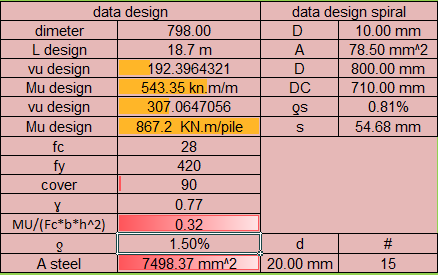 data design data design spiral
dimeter 798.00 D 10.00 mm
L design 18.7 m A 78.50 mm^2
vu design 192.3964321 D 800.00 mm
Mu design 543.35 kn.m/m DC 710.00 mm
vu design 307.0647056 ƍs 0.81%
Mu design 867.2 KN.m/pile s 54.68 mm
fc 28
fy 420
cover 90
ɣ 0.77
MU/(Fc*b*h^2) 0.32
ƍ 1.50% d #
A steel 7498.37 mm^2 20.00 mm 15